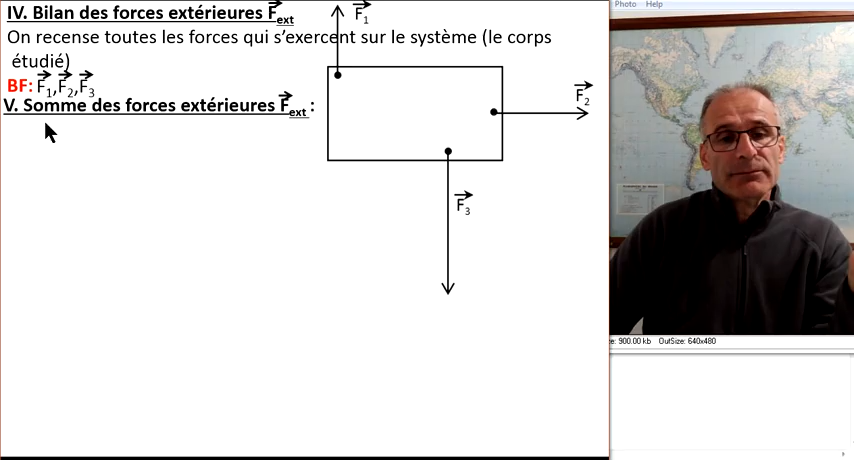 IV. Bilan des forces extérieures F⃗ext
On recense toutes les forces qui s’exercent sur le système (le corps
étudié)
BF: F⃗1,F⃗2,F⃗3
V. Somme des forces extérieures F⃗ext :
F⃗1
F⃗2
F⃗3
Photo Help
e: 900.00 kb OutSize: 640x480